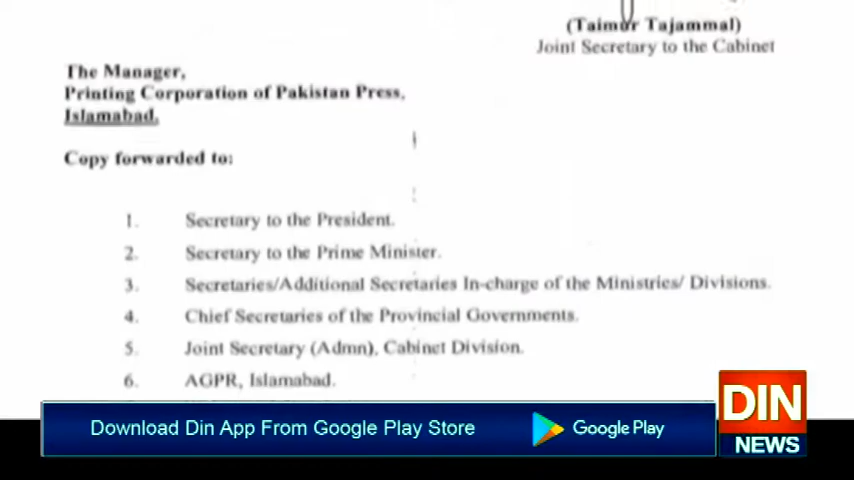 (Taimur Tajammal)
Joint Secretary to the Cabinet
The Manager,
Printing Corporation of Pakistan Press,
Islamabad.
Copy forwarded to:
1. Secretary to the President.
2. Secretary to the Prime Minister.
3. Secretaries/Additional Secretaries In-charge of the Ministries/ Divisions.
4. Chief Secretaries of the Provincial Governments.
5. Joint Secretary (Admn), Cabinet Division.
6. AGPR, Islamabad.
Download Din App From Google Play Store
Google Play
DIN
NEWS